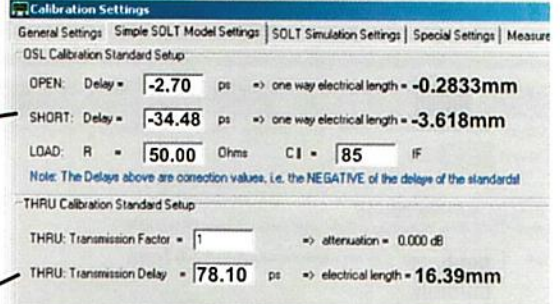 Calibration Settings
General Settings | Simple SOLT Model Settings | SOLT Simulation Settings | Special Settings | Measure
OSL Calibration Standard Setup
OPEN: Delay = -2.70 ps => one way electrical length = -0.2833mm
SHORT: Delay = -34.48 ps => one way electrical length = -3.618mm
LOAD: R = 50.00 Ohms C || = 85 fF
Note: The Delays above are correction values, i.e. the NEGATIVE of the delays of the standards!
THRU Calibration Standard Setup
THRU: Transmission Factor = 1 => attenuation = 0.000 dB
THRU: Transmission Delay = 78.10 ps => electrical length = 16.39mm